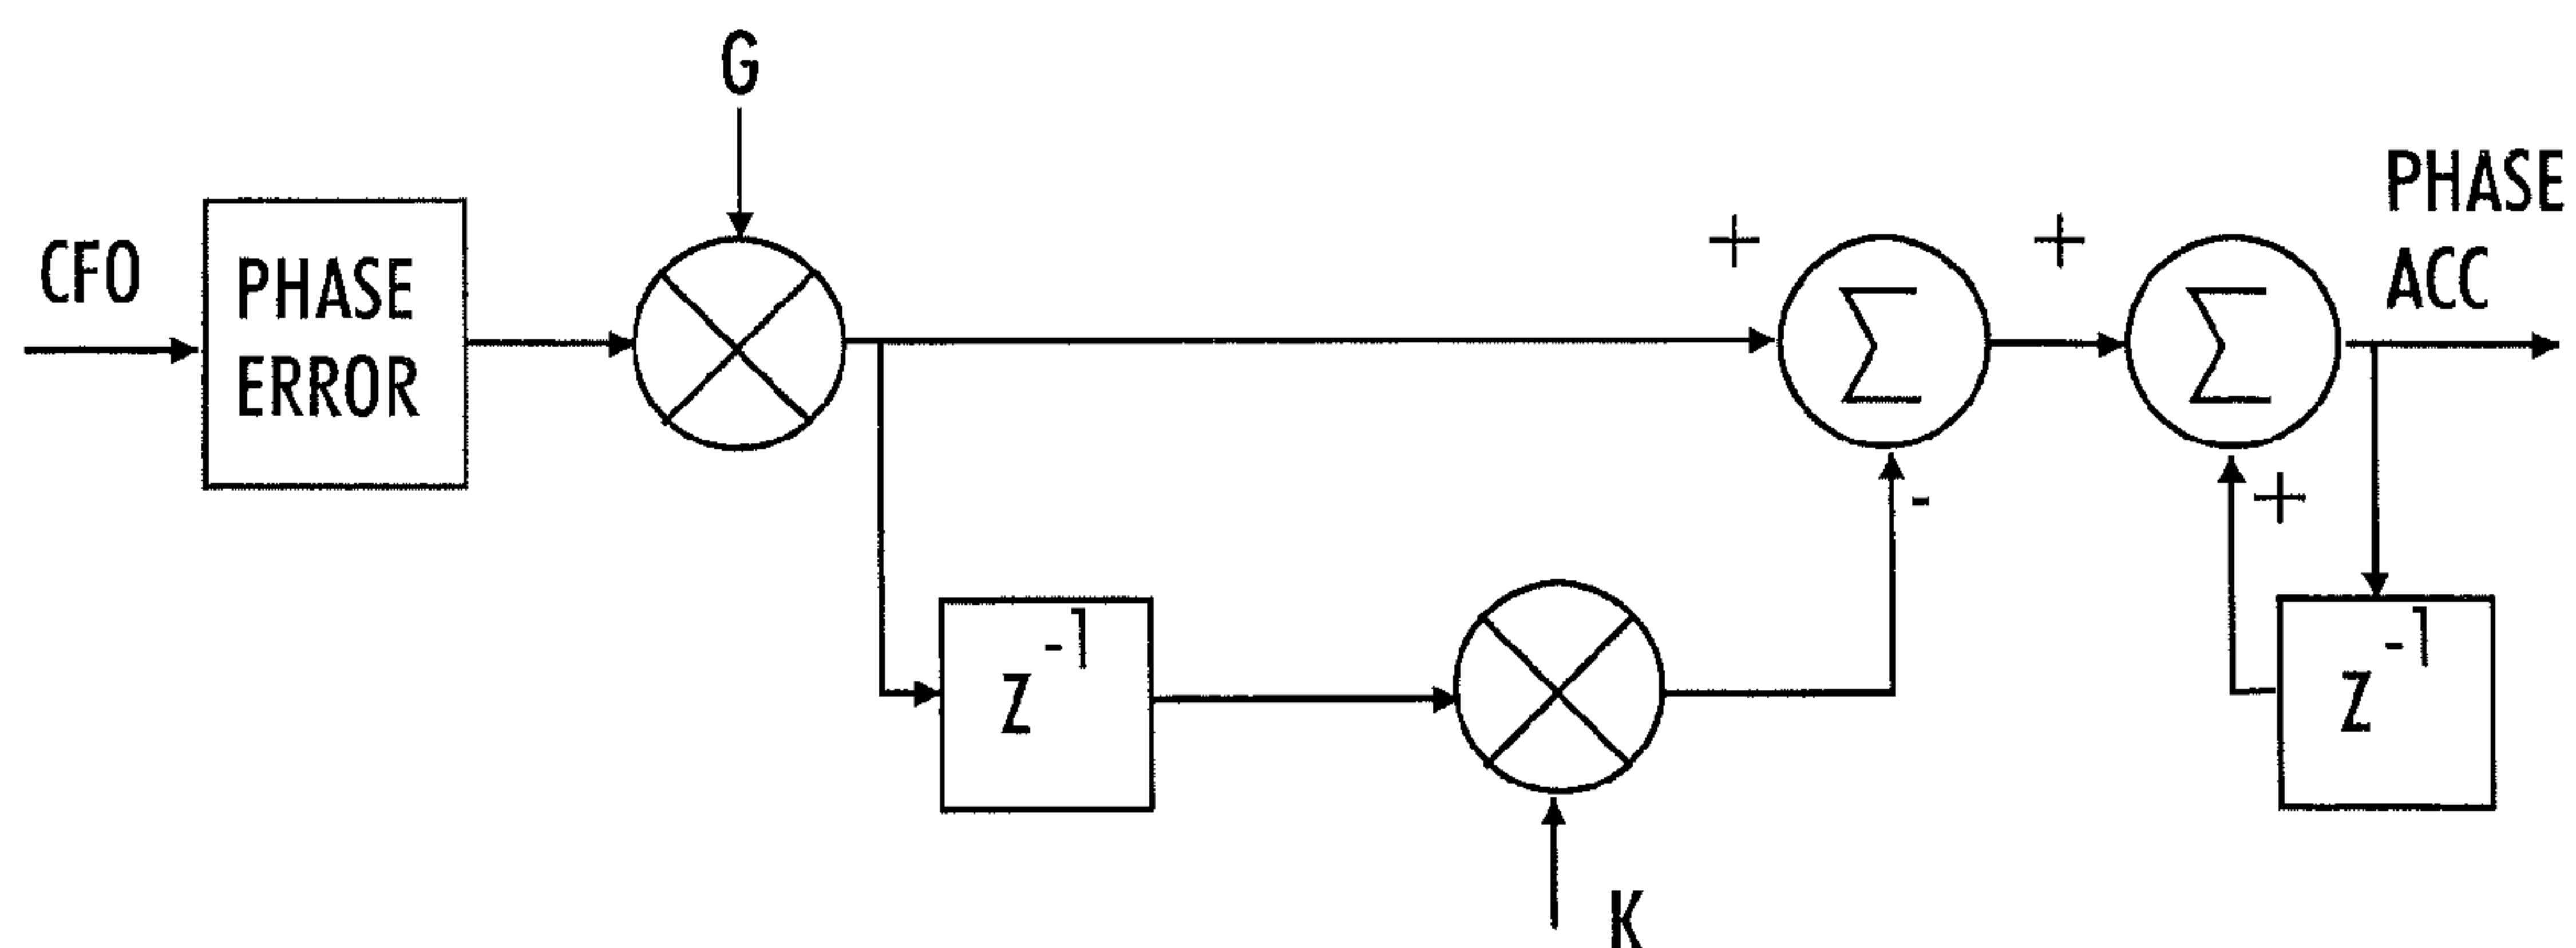 G
CFO
PHASE
ERROR
+
Σ
+
Σ
PHASE
ACC
-
+
Z-1
Z-1
K